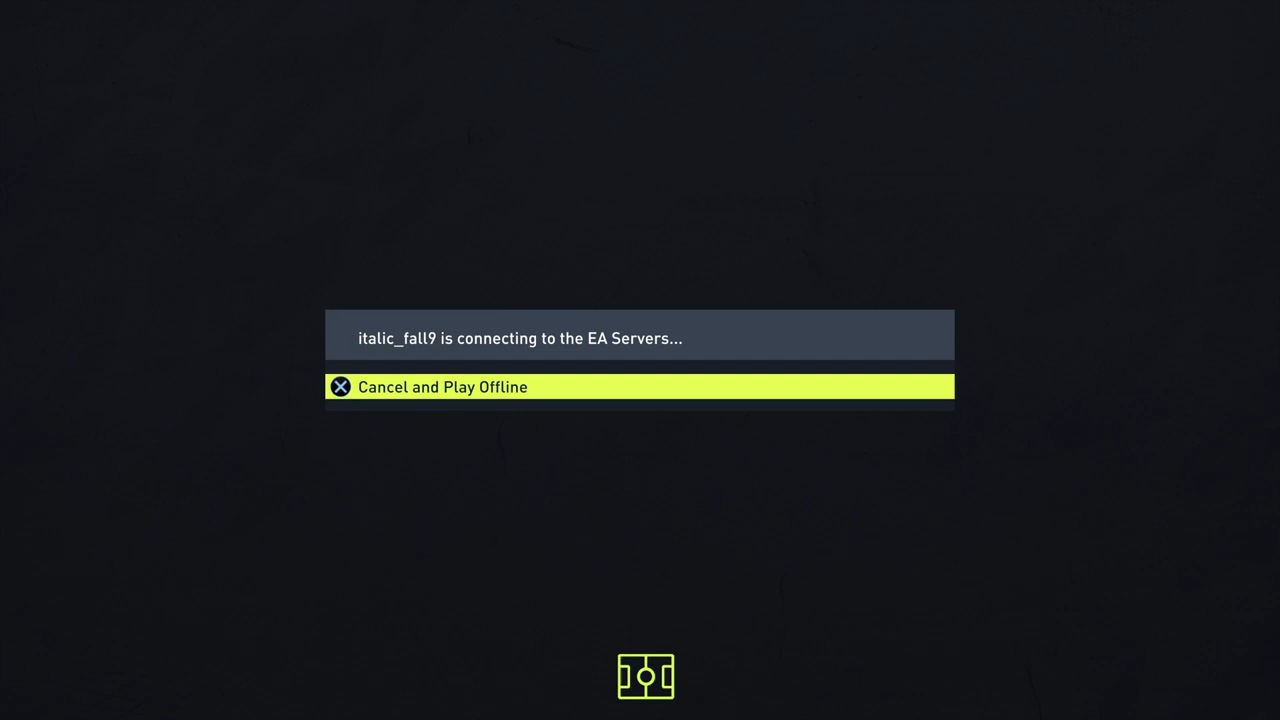 italic_fall9 is connecting to the EA Servers...
Cancel and Play Offline